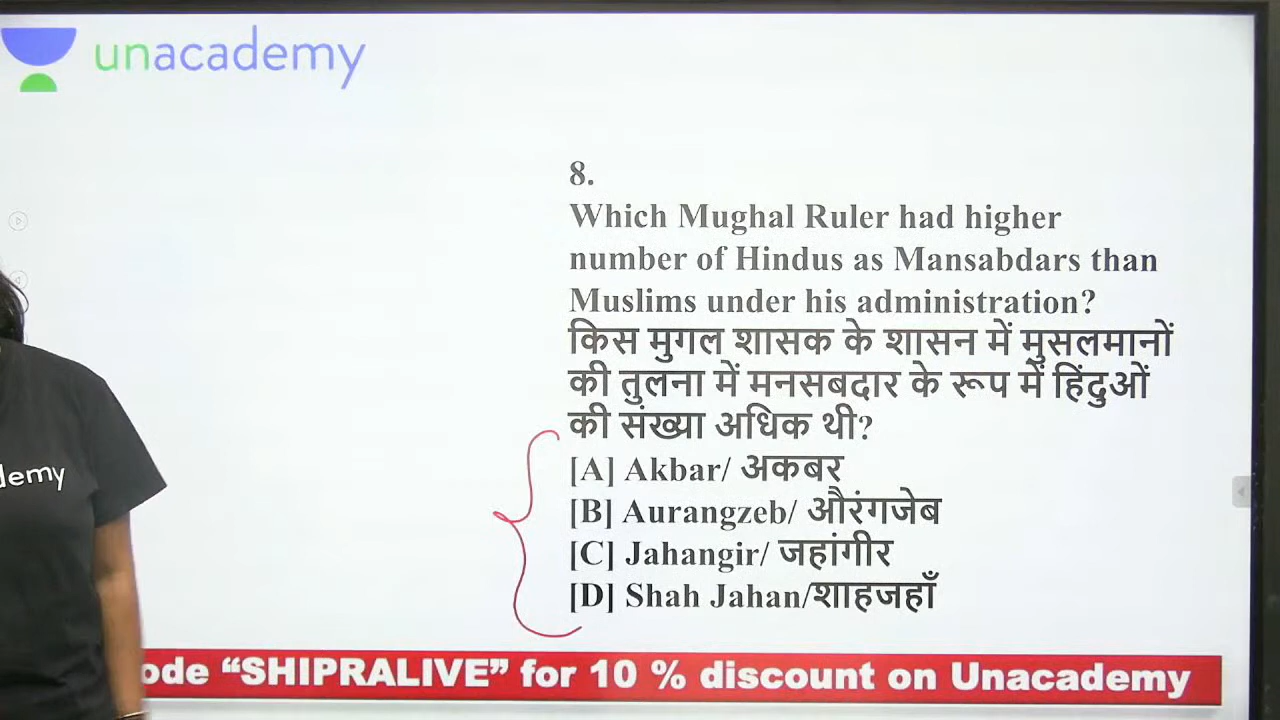 unacademy
8.
Which Mughal Ruler had higher
number of Hindus as Mansabdars than
Muslims under his administration?
किस मुगल शासक के शासन में मुसलमानों
की तुलना में मनसबदार के रूप में हिंदुओं
की संख्या अधिक थी?
[A] Akbar/ अकबर
[B] Aurangzeb/ औरंगजेब
[C] Jahangir/ जहांगीर
[D] Shah Jahan/शाहजहाँ
demy
ode “SHIPRALIVE” for 10 % discount on Unacademy